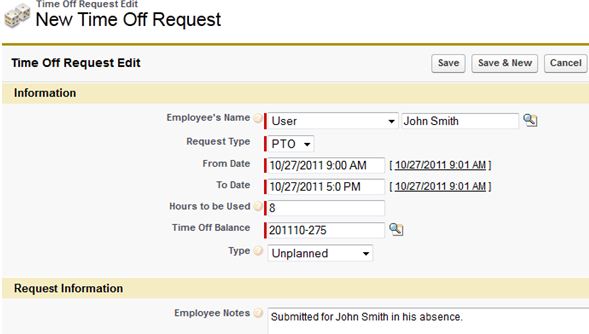 Time Off Request Edit
New Time Off Request
Time Off Request Edit Save Save & New Cancel
Information
Employee's Name User John Smith
Request Type PTO
From Date 10/27/2011 9:00 AM [ 10/27/2011 9:01 AM ]
To Date 10/27/2011 5:0 PM [ 10/27/2011 9:01 AM ]
Hours to be Used 8
Time Off Balance 201110-275
Type Unplanned
Request Information
Employee Notes Submitted for John Smith in his absence.